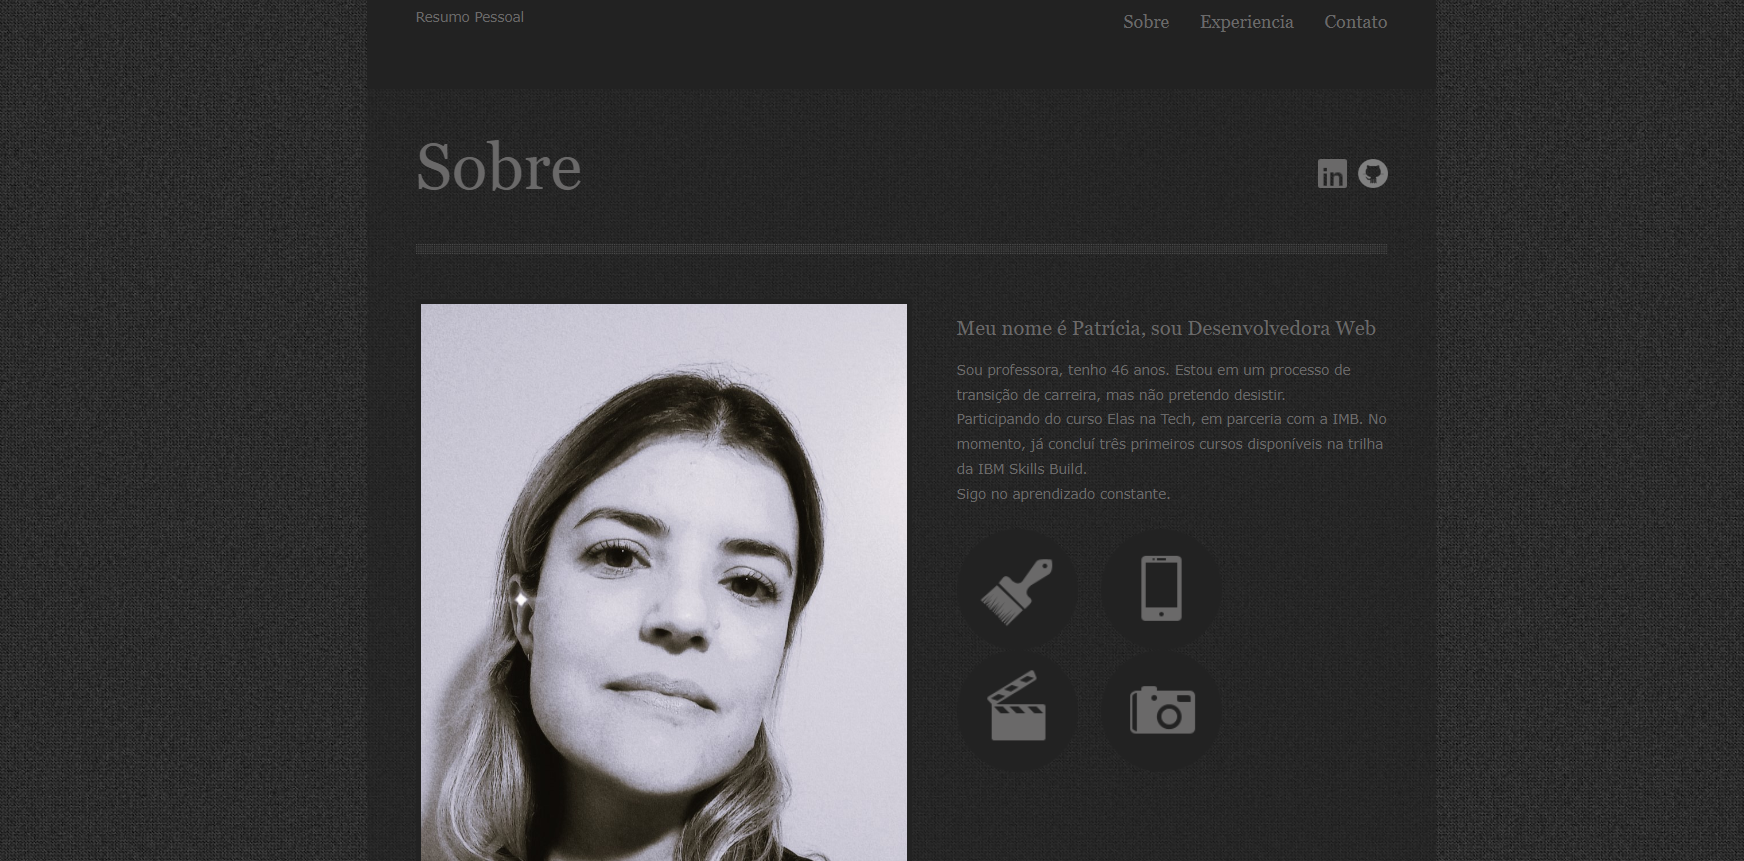 Resumo Pessoal
Sobre
Experiencia
Contato
Sobre
in
Meu nome é Patrícia, sou Desenvolvedora Web
Sou professora, tenho 46 anos. Estou em um processo de
transição de carreira, mas não pretendo desistir.
Participando do curso Elas na Tech, em parceria com a IMB. No
momento, já concluí três primeiros cursos disponíveis na trilha
da IBM Skills Build.
Sigo no aprendizado constante.